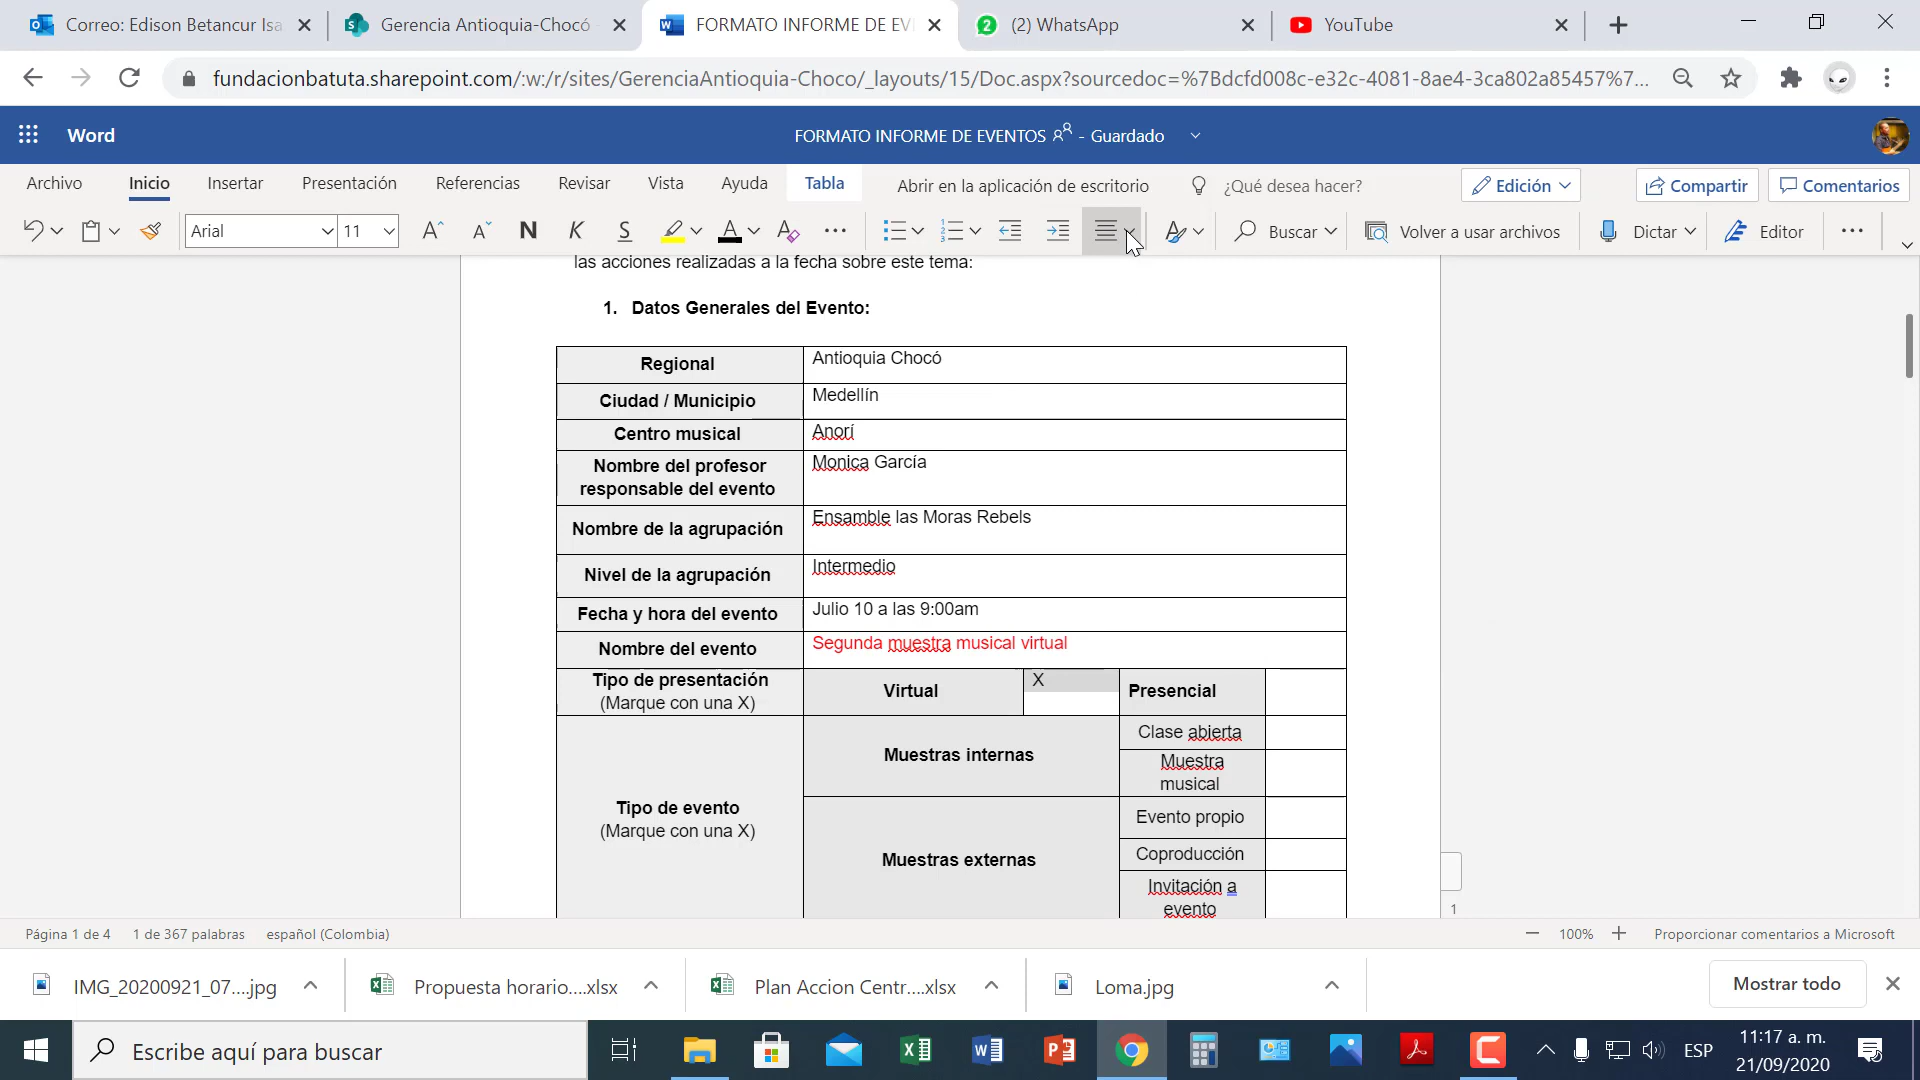 Correo: Edison Betancur Isa
Gerencia Antioquia-Chocó
FORMATO INFORME DE EV
(2) WhatsApp
YouTube
fundacionbatuta.sharepoint.com/:w:/r/sites/GerenciaAntioquia-Choco/_layouts/15/Doc.aspx?sourcedoc=%7Bdcfd008c-e32c-4081-8ae4-3ca802a85457%7...
Word
FORMATO INFORME DE EVENTOS - Guardado
Archivo Inicio Insertar Presentación Referencias Revisar Vista Ayuda Tabla Abrir en la aplicación de escritorio ¿Qué desea hacer? Edición Compartir Comentarios
Arial 11 N K S Buscar Volver a usar archivos Dictar Editor
las acciones realizadas a la fecha sobre este tema:
1. Datos Generales del Evento:
Regional Antioquia Chocó
Ciudad / Municipio Medellín
Centro musical Anorí
Nombre del profesor responsable del evento Monica García
Nombre de la agrupación Ensamble las Moras Rebels
Nivel de la agrupación Intermedio
Fecha y hora del evento Julio 10 a las 9:00am
Nombre del evento Segunda muestra musical virtual
Tipo de presentación
(Marque con una X)
Virtual X Presencial
Tipo de evento
(Marque con una X)
Muestras internas
Clase abierta
Muestra
musical
Muestras externas
Evento propio
Coproducción
Invitación a
evento
1
Página 1 de 4 1 de 367 palabras español (Colombia) 100% Proporcionar comentarios a Microsoft
IMG_20200921_07....jpg
Propuesta horario....xlsx
Plan Accion Centr....xlsx
Loma.jpg
Mostrar todo
Escribe aquí para buscar
ESP
11:17 a. m.
21/09/2020